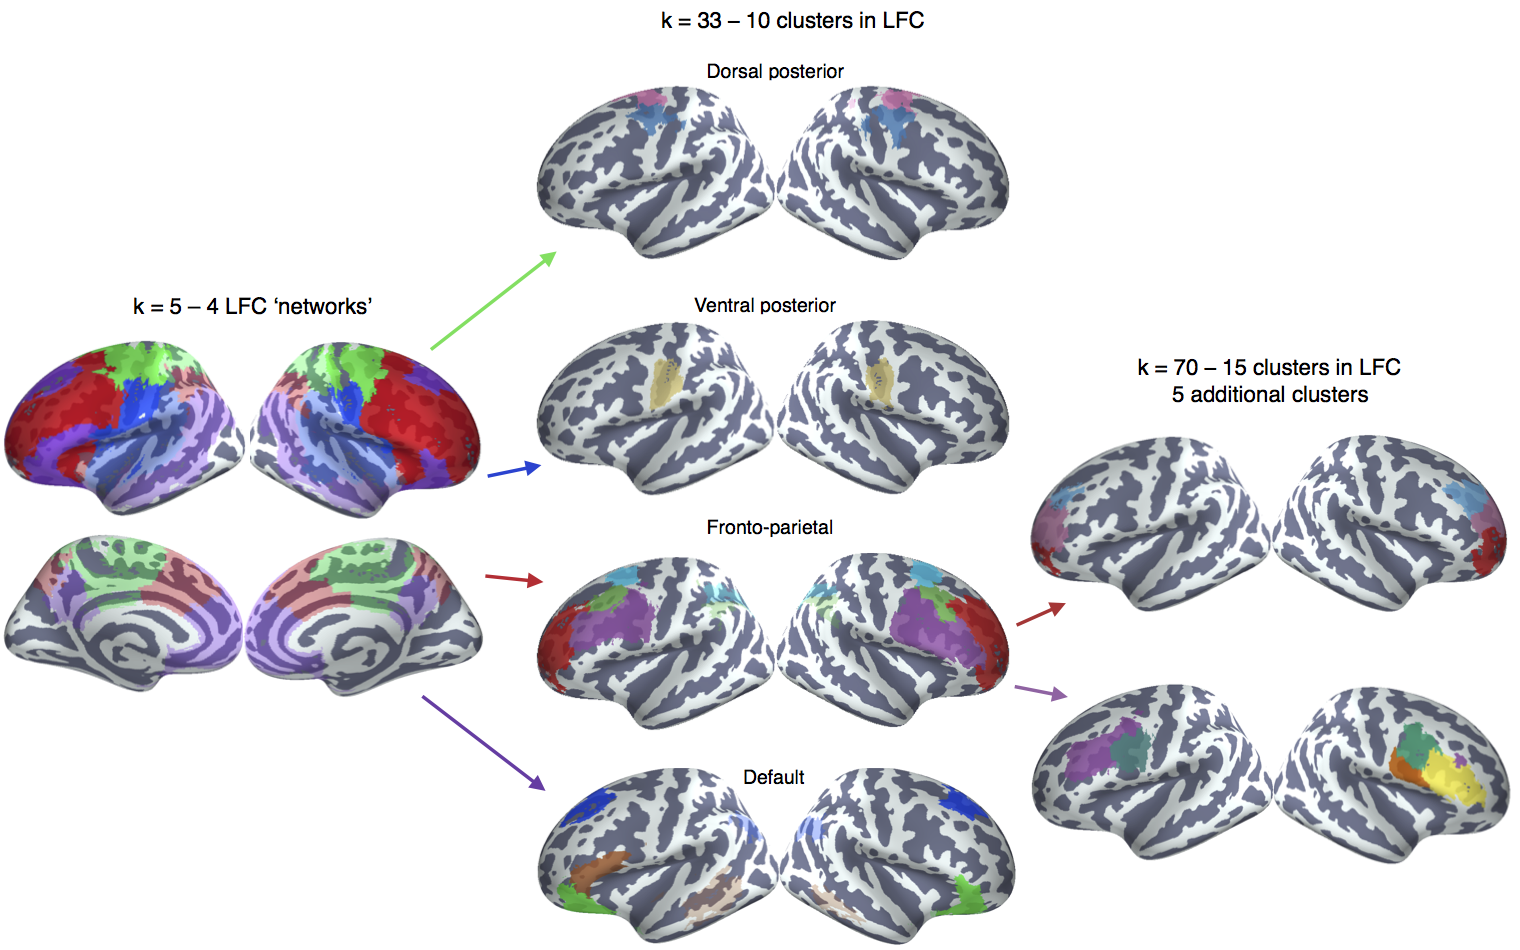 k = 33 – 10 clusters in LFC
Dorsal posterior
k = 5 – 4 LFC ‘networks’
Ventral posterior
k = 70 – 15 clusters in LFC
5 additional clusters
Fronto-parietal
Default